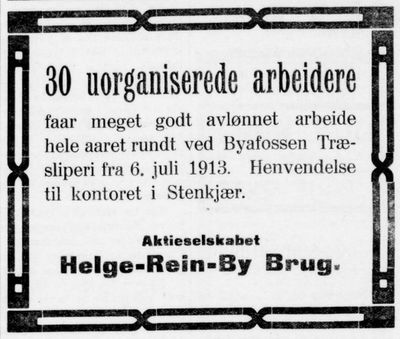 30 uorganiserede arbeidere
faar meget godt avlønnet arbeide
hele aaret rundt ved Byafossen Træ-
sliperi fra 6. juli 1913. Henvendelse
til kontoret i Stenkjær.
Aktieselskabet
Helge-Rein-By Brug.